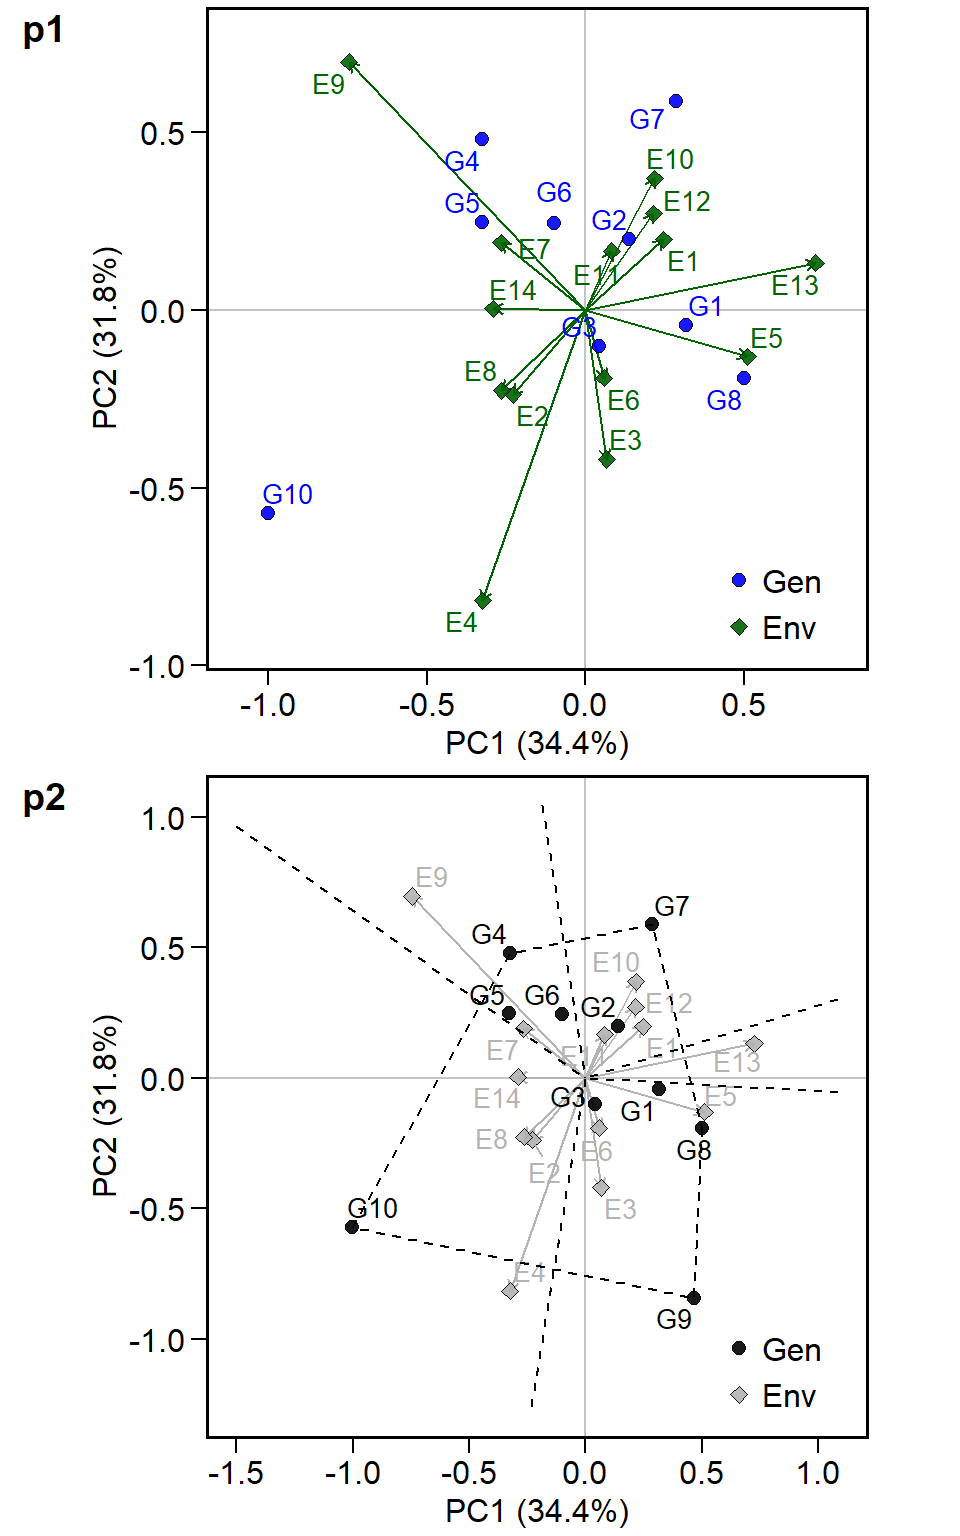 p1
E9
G7
G4
E10
G5
G6
E12
G2
E7
E1
E11
E13
E14
G1
G3
E5
E8
E6
G8
E2
E3
G10
E4
Gen
Env
0.5
0.0
-0.5
-1.0
PC2 (31.8%)
-1.0
-0.5
0.0
0.5
PC1 (34.4%)
p2
E9
G7
G4
E10
G5
G6
G2
E12
E7
E11
E1
E13
E14
G3
G1
E5
E8
E6
G8
E2
E3
G10
E4
G9
Gen
Env
1.0
0.5
0.0
-0.5
-1.0
PC2 (31.8%)
-1.5
-1.0
-0.5
0.0
0.5
1.0
PC1 (34.4%)